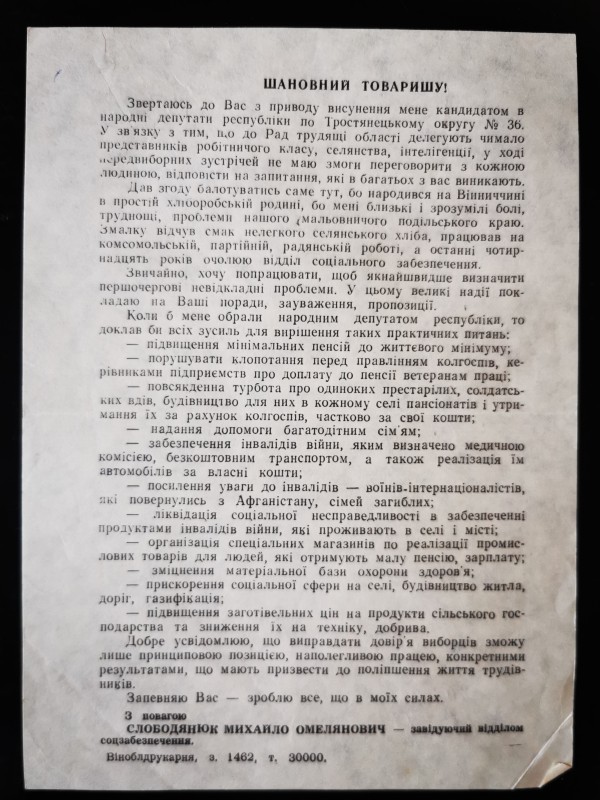 ШАНОВНИЙ ТОВАРИШУ!
Звертаюсь до Вас з приводу висунення мене кандидатом в
народні депутати республіки по Тростянецькому округу № 36.
У зв'язку з тим, що до Рад трудящі області делегують чимало
представників робітничого класу, селянства, інтелігенції, у ході
передвиборних зустрічей не маю змоги переговорити з кожною
людиною, відповісти на запитання, які в багатьох з вас виникають.
Дав згоду балотуватись саме тут, бо народився на Вінниччині
в простій хліборобській родині, бо мені близькі і зрозумілі болі,
труднощі, проблеми нашого мальовничого подільського краю.
Змалку відчув смак нелегкого селянського хліба, працював на
комсомольській, партійній, радянській роботі, а останні чотир-
надцять років очолюю відділ соціального забезпечення.
Звичайно, хочу попрацювати, щоб якнайшвидше визначити
першочергові невідкладні проблеми. У цьому великі надії пок-
ладаю на Ваші поради, зауваження, пропозиції.
Коли б мене обрали народним депутатом республіки, то
доклав би всіх зусиль для вирішення таких практичних питань:
— підвищення мінімальних пенсій до життєвого мінімуму;
— порушувати клопотання перед правлінням колгоспів, ке-
рівниками підприємств про доплату до пенсії ветеранам праці;
— повсякденна турбота про одиноких престарілих, солдатсь-
ких вдів, будівництво для них в кожному селі пансіонатів і утри-
мання їх за рахунок колгоспів, частково за свої кошти;
— надання допомоги багатодітним сім'ям;
— забезпечення інвалідів війни, яким визначено медичною
комісією, безкоштовним транспортом, а також реалізація їм
автомобілів за власні кошти;
— посилення уваги до інвалідів — воїнів-інтернаціоналістів,
які повернулись з Афганістану, сімей загиблих;
— ліквідація соціальної несправедливості в забезпеченні
продуктами інвалідів війни, які проживають в селі і місті;
— організація спеціальних магазинів по реалізації промис-
лових товарів для людей, які отримують малу пенсію, зарплату;
— зміцнення матеріальної бази охорони здоров'я;
— прискорення соціальної сфери на селі, будівництво житла,
доріг, газифікація;
— підвищення заготівельних цін на продукти сільського гос-
подарства та зниження їх на техніку, добрива.
Добре усвідомлюю, що виправдати довір'я виборців зможу
лише принциповою позицією, наполегливою працею, конкретними
результатами, що мають призвести до поліпшення життя трудів-
ників.
Запевняю Вас — зроблю все, що в моїх силах.
З повагою
СЛОБОДЯНЮК МИХАЙЛО ОМЕЛЯНОВИЧ — завідуючий відділом
соцзабезпечення.
Віноблдрукарня, з. 1462, т. 30000.